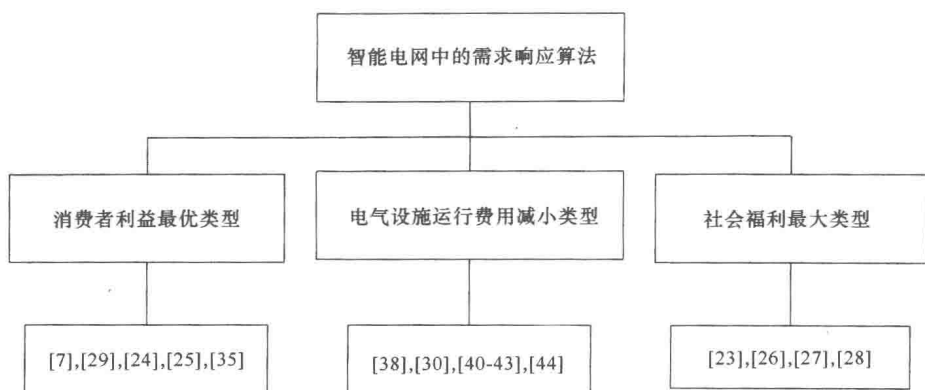 智能电网中的需求响应算法
消费者利益最优类型
电气设施运行费用减小类型
社会福利最大类型
[7],[29],[24],[25],[35]
[38],[30],[40-43],[44]
[23],[26],[27],[28]